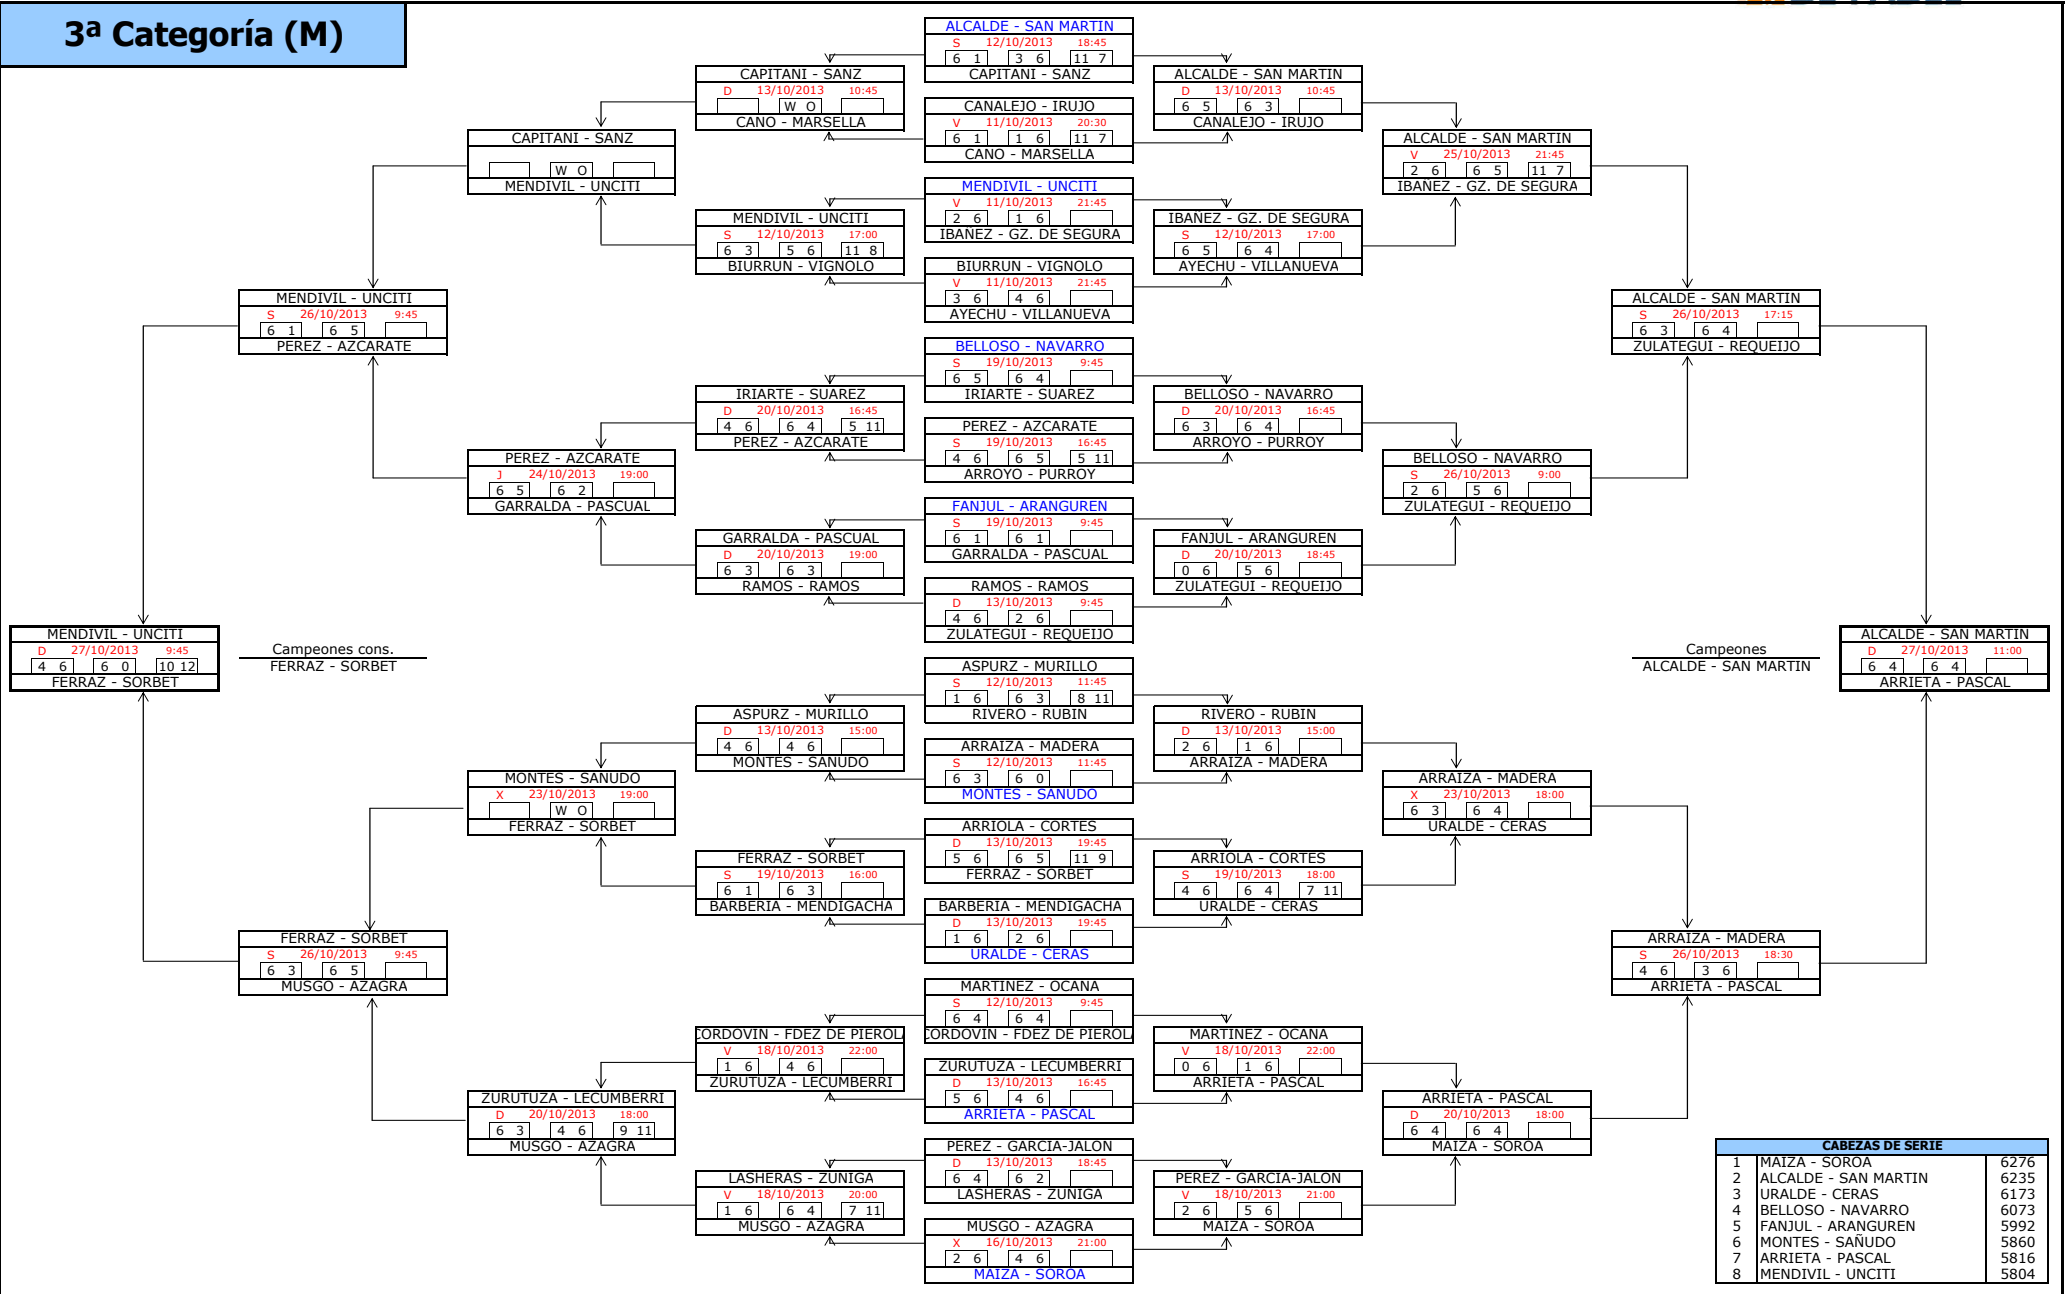 3ª Categoría (M)
MENDIVIL - UNCITI
D 27/10/2013 9:45
4 6 6 0 10 12
FERRAZ - SORBET
Campeones cons.
FERRAZ - SORBET
MENDIVIL - UNCITI
S 26/10/2013 9:45
6 1 6 5
PEREZ - AZCARATE
FERRAZ - SORBET
S 26/10/2013 9:45
6 3 6 5
MUSGO - AZAGRA
CAPITANI - SANZ
W O
MENDIVIL - UNCITI
PEREZ - AZCARATE
J 24/10/2013 19:00
6 5 6 2
GARRALDA - PASCUAL
MONTES - SAÑUDO
X 23/10/2013 19:00
W O
FERRAZ - SORBET
ZURUTUZA - LECUMBERRI
D 20/10/2013 18:00
6 3 4 6 9 11
MUSGO - AZAGRA
CAPITANI - SANZ
D 13/10/2013 10:45
W O
CANO - MARSELLA
MENDIVIL - UNCITI
S 12/10/2013 17:00
6 3 5 6 11 8
BIURRUN - VIGNOLO
IRIARTE - SUAREZ
D 20/10/2013 16:45
4 6 6 4 5 11
PEREZ - AZCARATE
GARRALDA - PASCUAL
D 20/10/2013 19:00
6 3 6 3
RAMOS - RAMOS
ASPURZ - MURILLO
D 13/10/2013 15:00
4 6 4 6
MONTES - SAÑUDO
FERRAZ - SORBET
S 19/10/2013 16:00
6 1 6 3
BARBERIA - MENDIGACHA
CORDOVIN - FDEZ DE PIEROLA
V 18/10/2013 22:00
1 6 4 6
ZURUTUZA - LECUMBERRI
LASHERAS - ZUÑIGA
V 18/10/2013 20:00
1 6 6 4 7 11
MUSGO - AZAGRA
ALCALDE - SAN MARTIN
S 12/10/2013 18:45
6 1 3 6 11 7
CAPITANI - SANZ
CANALEJO - IRUJO
V 11/10/2013 20:30
6 1 1 6 11 7
CANO - MARSELLA
MENDIVIL - UNCITI
V 11/10/2013 21:45
2 6 1 6
IBAÑEZ - GZ. DE SEGURA
BIURRUN - VIGNOLO
V 11/10/2013 21:45
3 6 4 6
AYECHU - VILLANUEVA
BELLOSO - NAVARRO
S 19/10/2013 9:45
6 5 6 4
IRIARTE - SUAREZ
PEREZ - AZCARATE
S 19/10/2013 16:45
4 6 6 5 5 11
ARROYO - PURROY
FANJUL - ARANGUREN
S 19/10/2013 9:45
6 1 6 1
GARRALDA - PASCUAL
RAMOS - RAMOS
D 13/10/2013 9:45
4 6 2 6
ZULATEGUI - REQUEIJO
ASPURZ - MURILLO
S 12/10/2013 11:45
1 6 6 3 8 11
RIVERO - RUBIN
ARRAIZA - MADERA
S 12/10/2013 11:45
6 3 6 0
MONTES - SAÑUDO
ARRIOLA - CORTES
D 13/10/2013 19:45
5 6 6 5 11 9
FERRAZ - SORBET
BARBERIA - MENDIGACHA
D 13/10/2013 19:45
1 6 2 6
URALDE - CERAS
MARTINEZ - OCAÑA
S 12/10/2013 9:45
6 4 6 4
CORDOVIN - FDEZ DE PIEROLA
ZURUTUZA - LECUMBERRI
D 13/10/2013 16:45
5 6 4 6
ARRIETA - PASCAL
PEREZ - GARCIA-JALON
D 13/10/2013 18:45
6 4 6 2
LASHERAS - ZUÑIGA
MUSGO - AZAGRA
X 16/10/2013 21:00
2 6 4 6
MAIZA - SOROA
ALCALDE - SAN MARTIN
D 13/10/2013 10:45
6 5 6 3
CANALEJO - IRUJO
IBAÑEZ - GZ. DE SEGURA
S 12/10/2013 17:00
6 5 6 4
AYECHU - VILLANUEVA
BELLOSO - NAVARRO
D 20/10/2013 16:45
6 3 6 4
ARROYO - PURROY
FANJUL - ARANGUREN
D 20/10/2013 18:45
0 6 5 6
ZULATEGUI - REQUEIJO
RIVERO - RUBIN
D 13/10/2013 15:00
2 6 1 6
ARRAIZA - MADERA
ARRIOLA - CORTES
S 19/10/2013 18:00
4 6 6 4 7 11
URALDE - CERAS
MARTINEZ - OCAÑA
V 18/10/2013 22:00
0 6 1 6
ARRIETA - PASCAL
PEREZ - GARCIA-JALON
V 18/10/2013 21:00
2 6 5 6
MAIZA - SOROA
ALCALDE - SAN MARTIN
V 25/10/2013 21:45
2 6 6 5 11 7
IBAÑEZ - GZ. DE SEGURA
BELLOSO - NAVARRO
S 26/10/2013 9:00
2 6 5 6
ZULATEGUI - REQUEIJO
ARRAIZA - MADERA
X 23/10/2013 18:00
6 3 6 4
URALDE - CERAS
ARRIETA - PASCAL
D 20/10/2013 18:00
6 4 6 4
MAIZA - SOROA
ALCALDE - SAN MARTIN
S 26/10/2013 17:15
6 3 6 4
ZULATEGUI - REQUEIJO
ARRAIZA - MADERA
S 26/10/2013 18:30
4 6 3 6
ARRIETA - PASCAL
Campeones
ALCALDE - SAN MARTIN
ALCALDE - SAN MARTIN
D 27/10/2013 11:00
6 4 6 4
ARRIETA - PASCAL
CABEZAS DE SERIE
1 MAIZA - SOROA 6276
2 ALCALDE - SAN MARTIN 6235
3 URALDE - CERAS 6173
4 BELLOSO - NAVARRO 6073
5 FANJUL - ARANGUREN 5992
6 MONTES - SAÑUDO 5860
7 ARRIETA - PASCAL 5816
8 MENDIVIL - UNCITI 5804